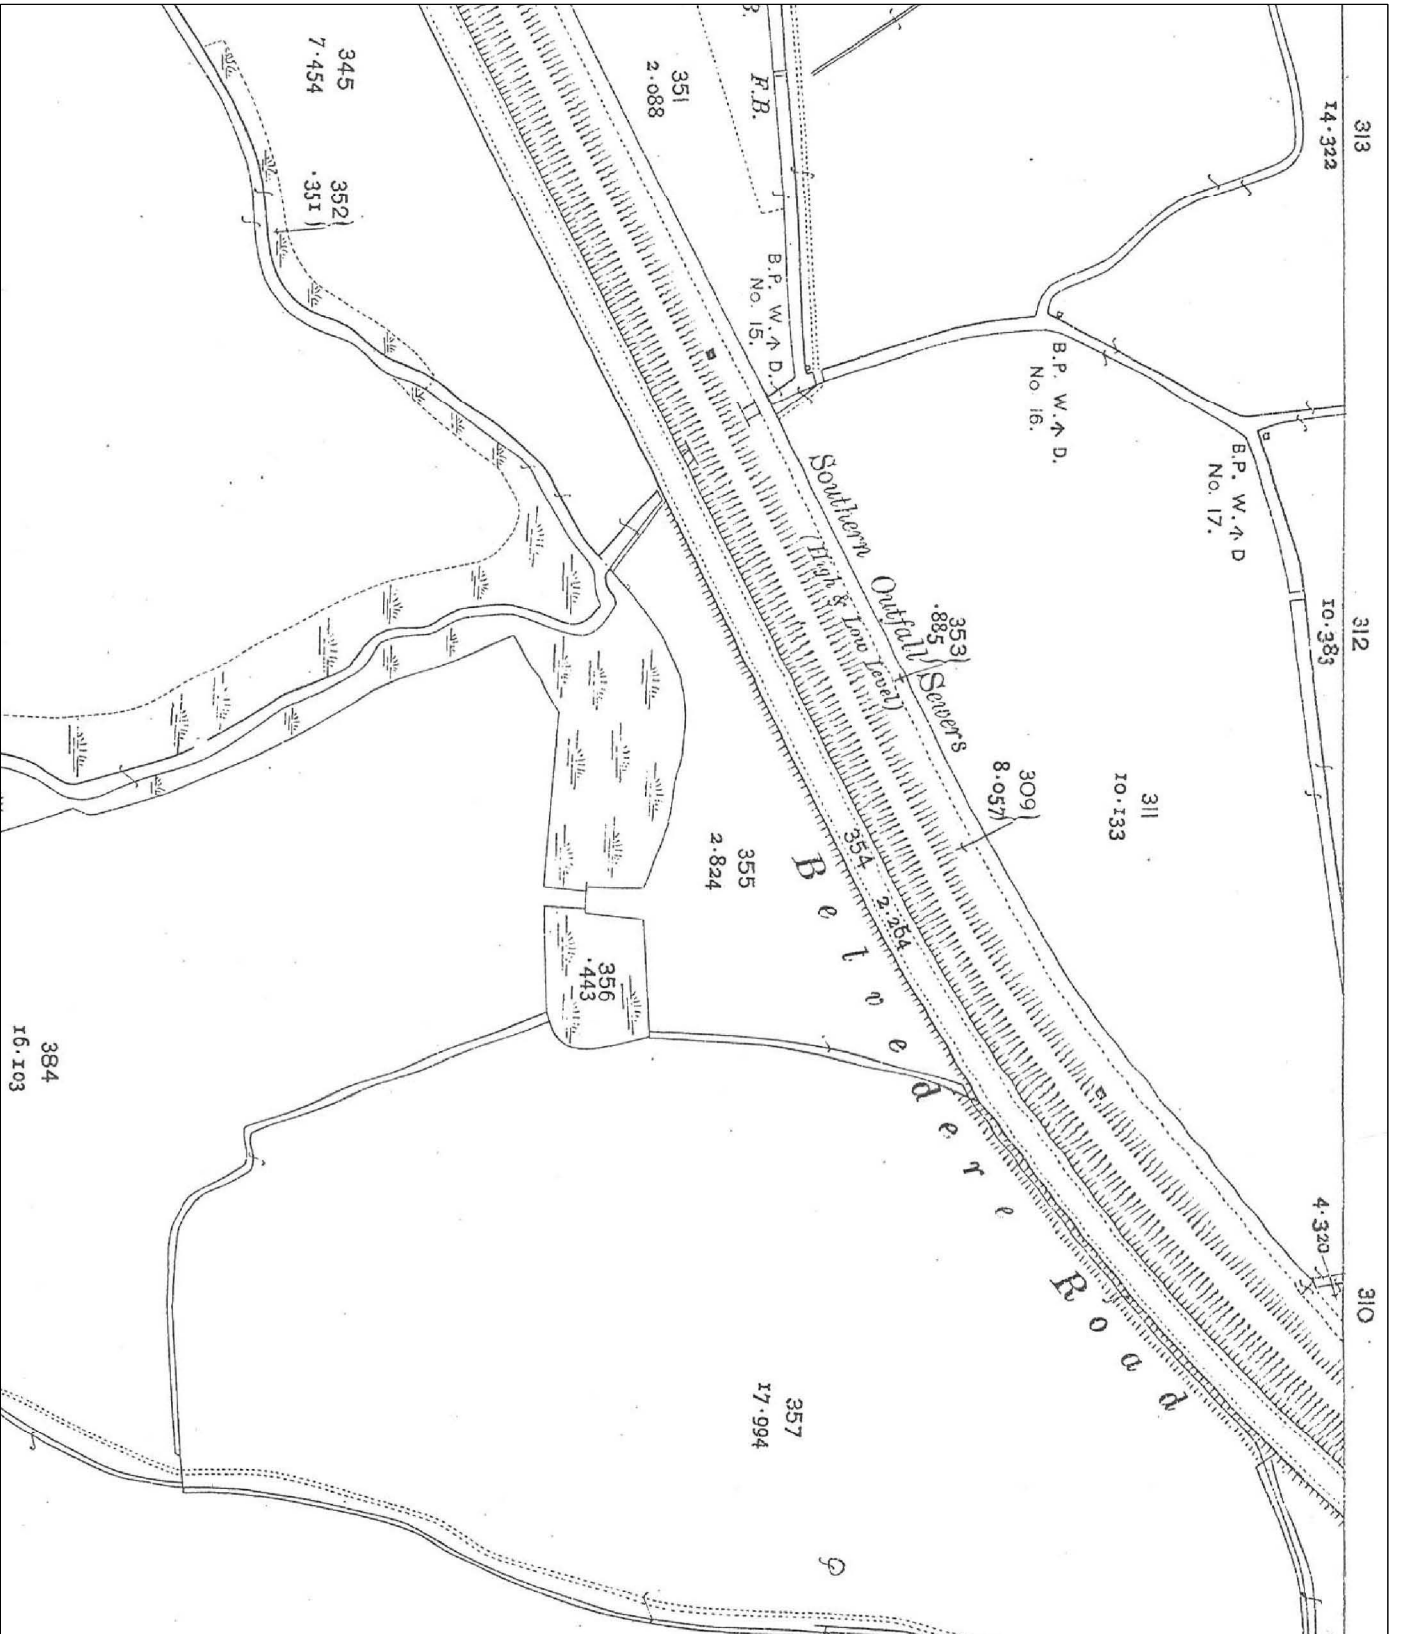 313
14·322
312
10·383
310
4·320
B.P. W.↑D
No. 17.
B.P. W.↑D.
No. 16.
B.P. W.↑D.
No. 15.
F.B.
B.
351
2·088
345
7·454
352
·351
Southern Outfall Sewers
(High & Low Level)
353
·885
309
8·057
311
10·133
354 2·264
Belvedere Road
355
2·824
356
·443
384
16·103
357
17·994